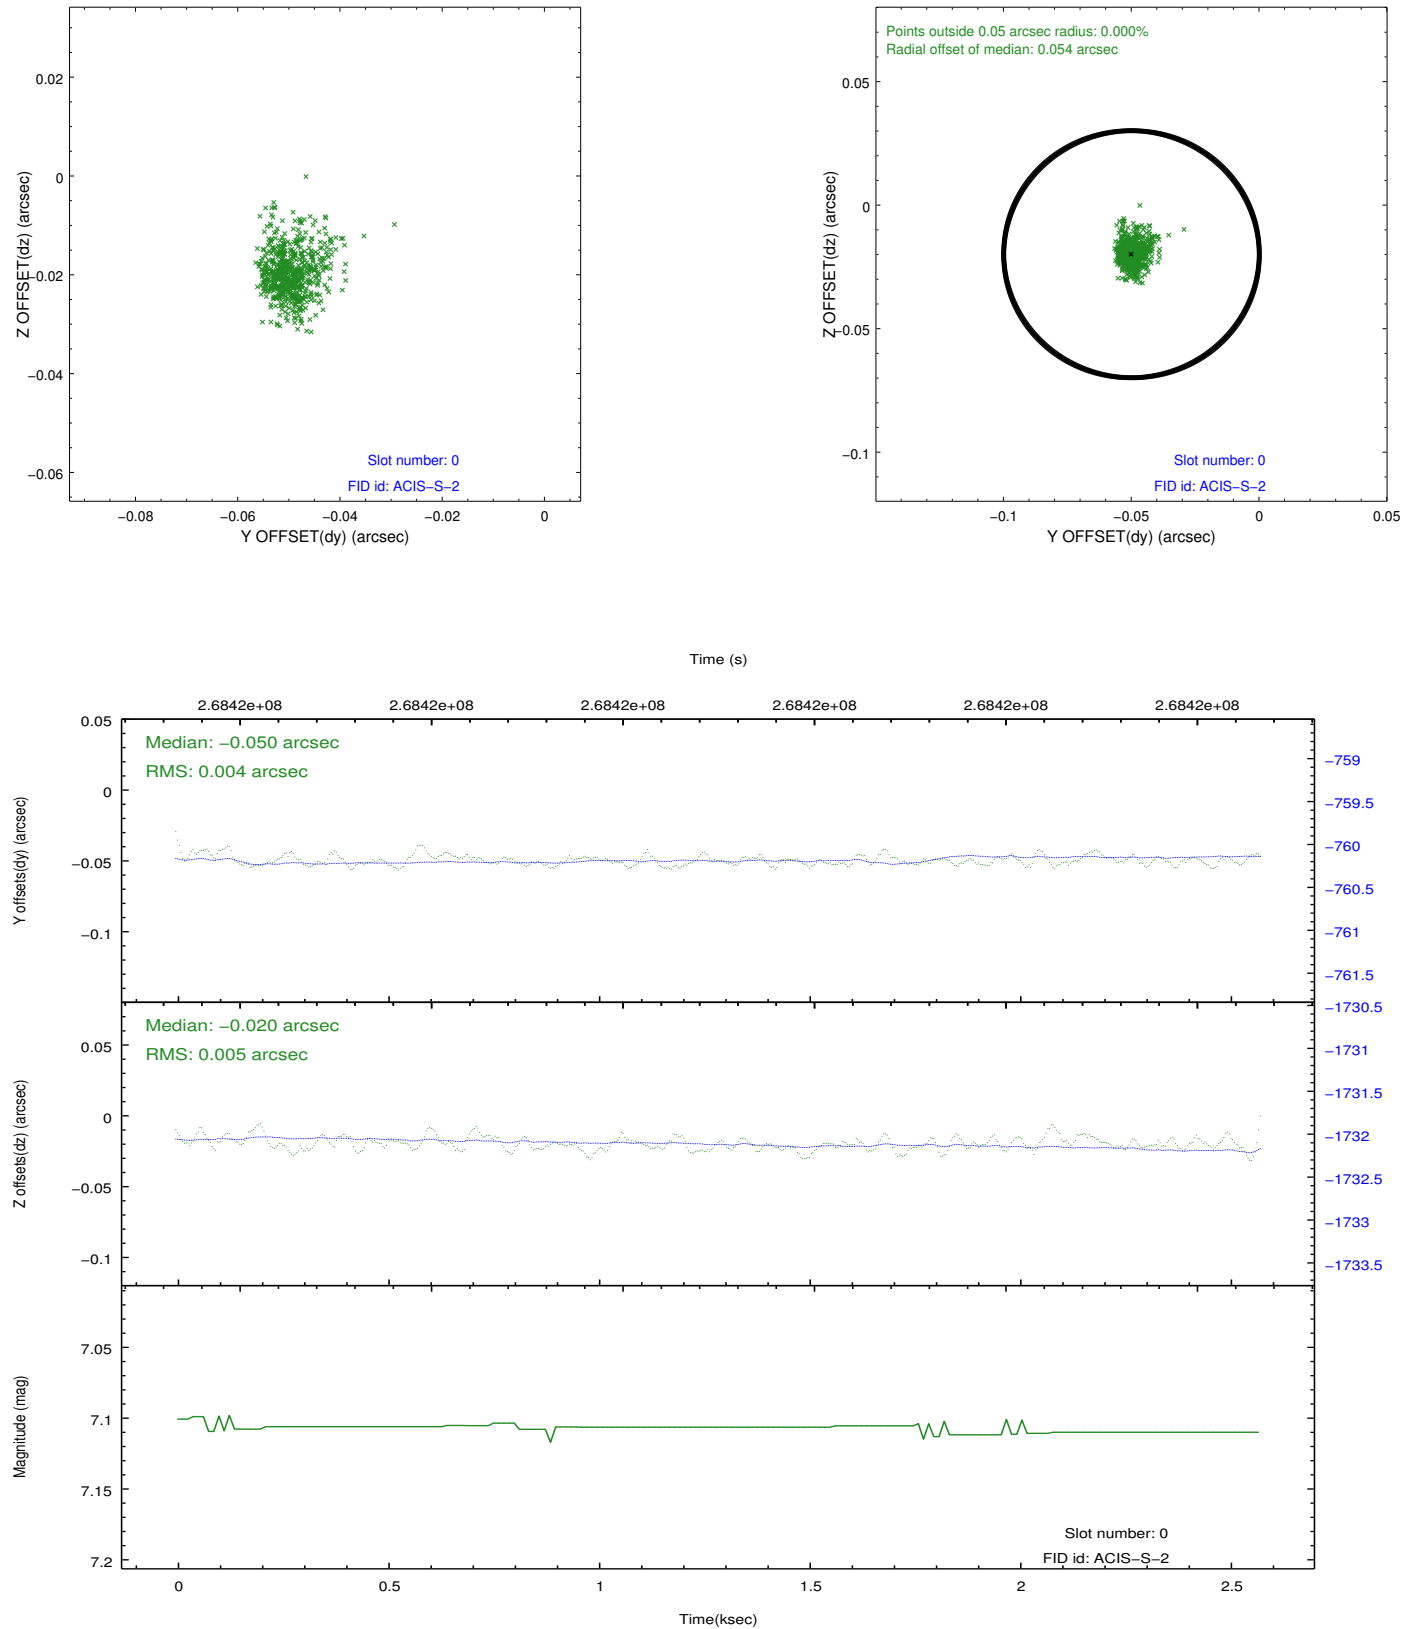 0.02
0
−0.02
−0.04
−0.06
Z OFFSET(dz) (arcsec)
Slot number: 0
FID id: ACIS−S−2
−0.08
−0.06
−0.04
−0.02
0
Y OFFSET(dy) (arcsec)
Points outside 0.05 arcsec radius: 0.000%
Radial offset of median: 0.054 arcsec
0.05
0
−0.05
−0.1
Z OFFSET(dz) (arcsec)
Slot number: 0
FID id: ACIS−S−2
−0.1
−0.05
0
0.05
Y OFFSET(dy) (arcsec)
Time (s)
2.6842e+08
2.6842e+08
2.6842e+08
2.6842e+08
2.6842e+08
2.6842e+08
Median: −0.050 arcsec
RMS: 0.004 arcsec
0.05
0
−0.05
−0.1
Y offsets(dy) (arcsec)
−759
−759.5
−760
−760.5
−761
−761.5
Median: −0.020 arcsec
RMS: 0.005 arcsec
0.05
0
−0.05
−0.1
Z offsets(dz) (arcsec)
−1730.5
−1731
−1731.5
−1732
−1732.5
−1733
−1733.5
7.05
7.1
7.15
7.2
Magnitude (mag)
Slot number: 0
FID id: ACIS−S−2
0
0.5
1
1.5
2
2.5
Time(ksec)